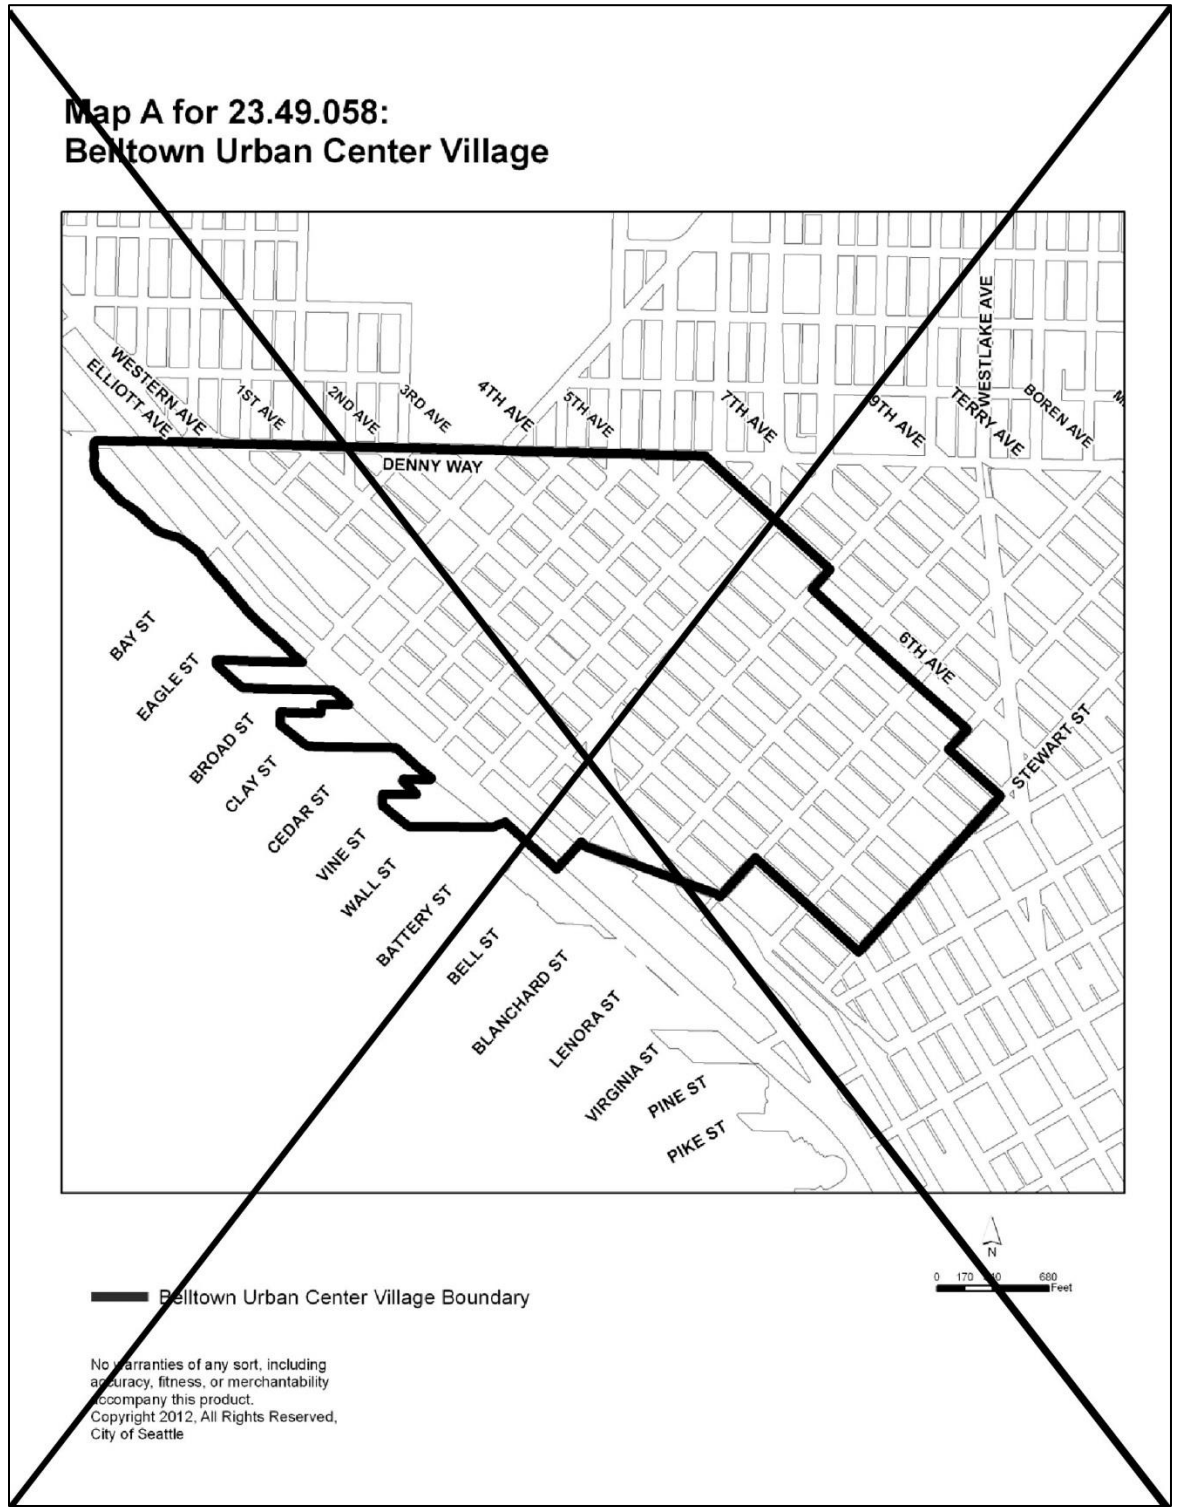 Map A for 23.49.058:
Belltown Urban Center Village
WESTLAKE AVE
WESTERN AVE
ELLIOTT AVE
1ST AVE
2ND AVE
3RD AVE
4TH AVE
5TH AVE
7TH AVE
9TH AVE
TERRY AVE
BOREN AVE
DENNY WAY
6TH AVE
STEWART ST
BAY ST
EAGLE ST
BROAD ST
CLAY ST
CEDAR ST
VINE ST
WALL ST
BATTERY ST
BELL ST
BLANCHARD ST
LENORA ST
VIRGINIA ST
PINE ST
PIKE ST
N
0 170 340 680
Feet
Belltown Urban Center Village Boundary
No warranties of any sort, including
accuracy, fitness, or merchantability
accompany this product.
Copyright 2012, All Rights Reserved,
City of Seattle